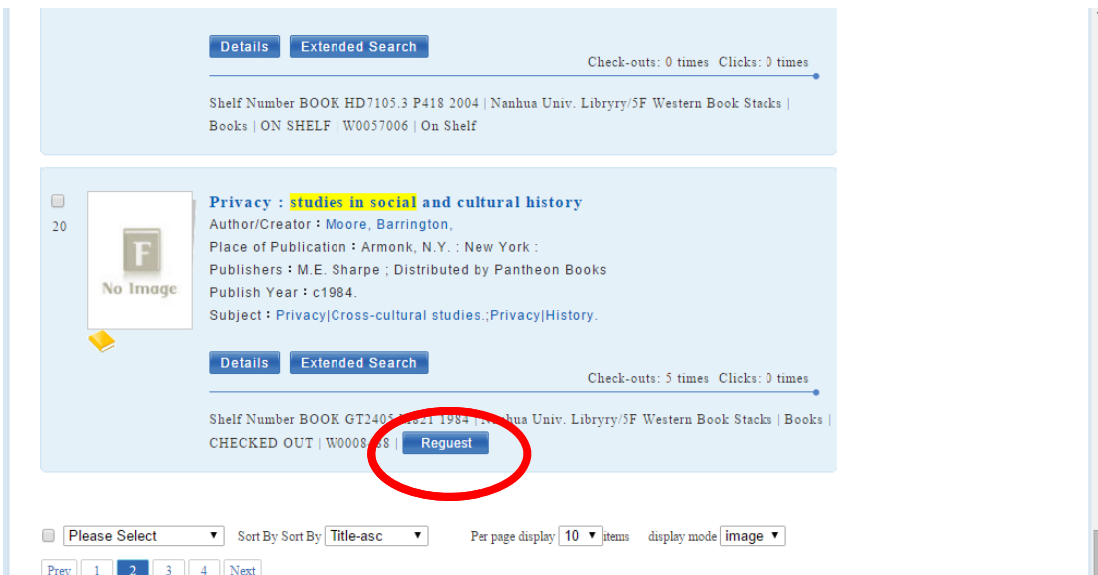 Details Extended Search
Check-outs: 0 times Clicks: 0 times
Shelf Number BOOK HD7105.3 P418 2004 | Nanhua Univ. Libryry/5F Western Book Stacks |
Books | ON SHELF | W0057006 | On Shelf
Privacy : studies in social and cultural history
20
Author/Creator：Moore, Barrington,
Place of Publication：Armonk, N.Y. : New York :
F
Publishers：M.E. Sharpe ; Distributed by Pantheon Books
No Image
Publish Year：c1984.
Subject：Privacy|Cross-cultural studies.;Privacy|History.
Details Extended Search
Check-outs: 5 times Clicks: 0 times
Shelf Number BOOK GT2405 1984 | Nanhua Univ. Libryry/5F Western Book Stacks | Books |
CHECKED OUT | Reguest
Please Select Sort By Sort By Title-asc Per page display 10 items display mode image
Prev 1 2 3 4 Next